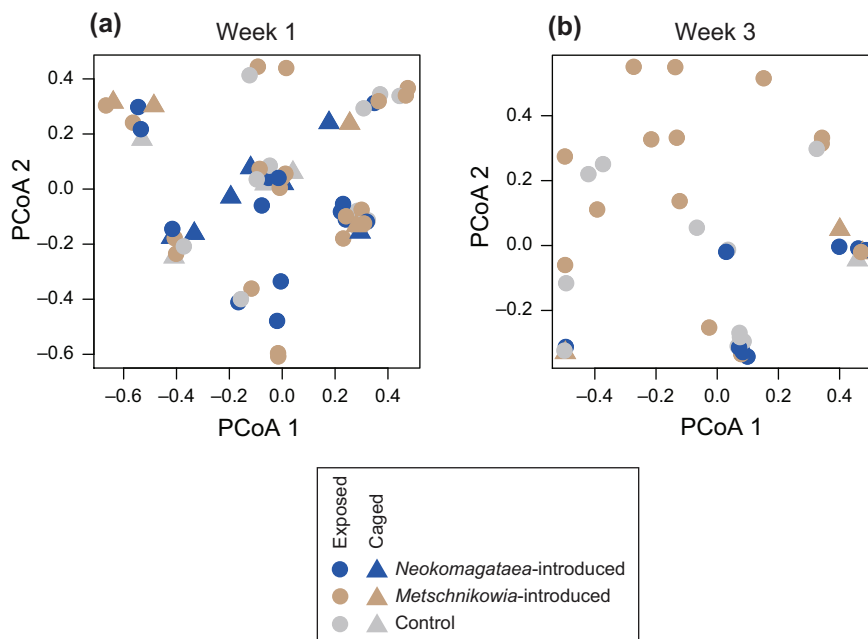 (a)
Week 1
PCoA 2
0.4
0.2
0.0
–0.2
–0.4
–0.6
–0.6 –0.4 –0.2 0.0 0.2 0.4
PCoA 1
(b)
Week 3
PCoA 2
0.4
0.2
0.0
–0.2
–0.4 –0.2 0.0 0.2 0.4
PCoA 1
Exposed
Caged
Neokomagataea-introduced
Metschnikowia-introduced
Control